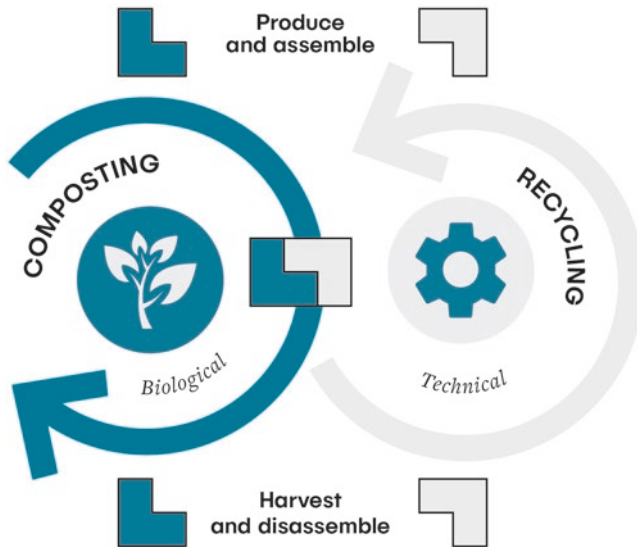 Produce
and assemble
COMPOSTING
RECYCLING
Biological
Technical
Harvest
and disassemble